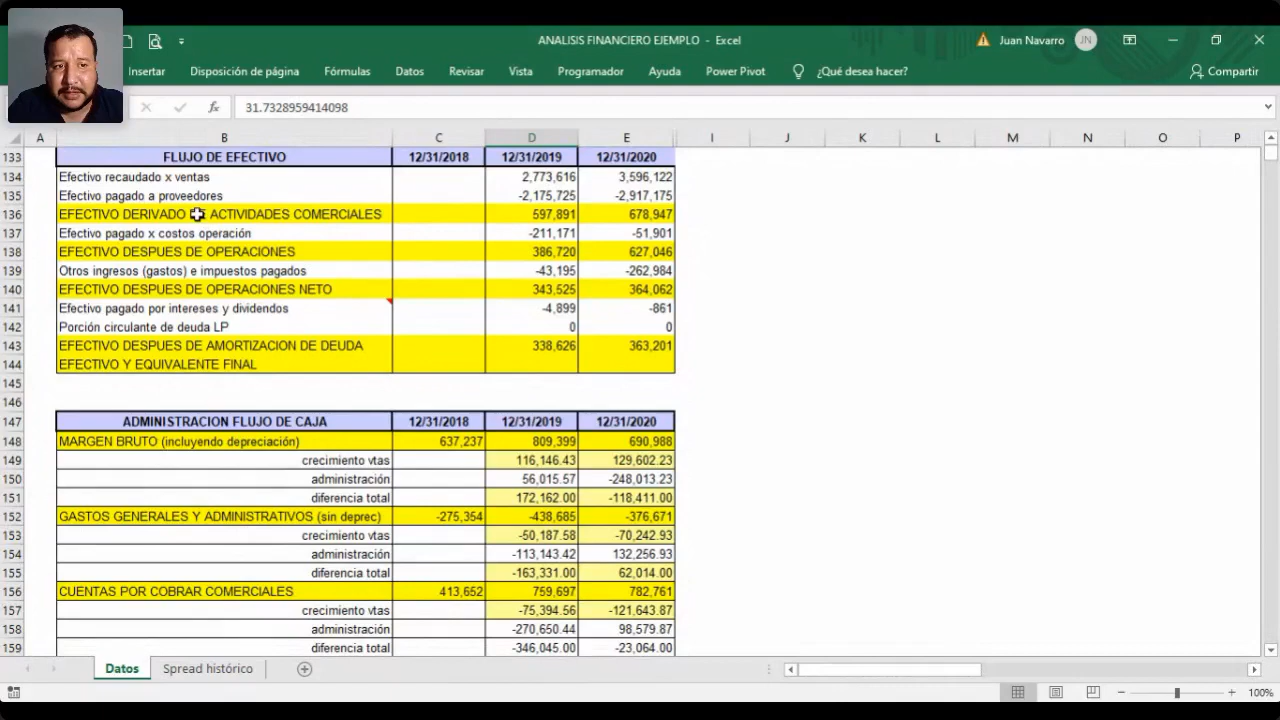 ANALISIS FINANCIERO EJEMPLO - Excel
Juan Navarro JN
Insertar Disposición de página Fórmulas Datos Revisar Vista Programador Ayuda Power Pivot ¿Qué desea hacer? Compartir
fx 31.7328959414098
A B C D E I J K L M N O P
133 FLUJO DE EFECTIVO 12/31/2018 12/31/2019 12/31/2020
134 Efectivo recaudado x ventas 2,773,616 3,596,122
135 Efectivo pagado a proveedores -2,175,725 -2,917,175
136 EFECTIVO DERIVADO DE ACTIVIDADES COMERCIALES 597,891 678,947
137 Efectivo pagado x costos operación -211,171 -51,901
138 EFECTIVO DESPUES DE OPERACIONES 386,720 627,046
139 Otros ingresos (gastos) e impuestos pagados -43,195 -262,984
140 EFECTIVO DESPUES DE OPERACIONES NETO 343,525 364,062
141 Efectivo pagado por intereses y dividendos -4,899 -861
142 Porción circulante de deuda LP 0 0
143 EFECTIVO DESPUES DE AMORTIZACION DE DEUDA 338,626 363,201
144 EFECTIVO Y EQUIVALENTE FINAL
145
146
147 ADMINISTRACION FLUJO DE CAJA 12/31/2018 12/31/2019 12/31/2020
148 MARGEN BRUTO (incluyendo depreciación) 637,237 809,399 690,988
149 crecimiento vtas 116,146.43 129,602.23
150 administración 56,015.57 -248,013.23
151 diferencia total 172,162.00 -118,411.00
152 GASTOS GENERALES Y ADMINISTRATIVOS (sin deprec) -275,354 -438,685 -376,671
153 crecimiento vtas -50,187.58 -70,242.93
154 administración -113,143.42 132,256.93
155 diferencia total -163,331.00 62,014.00
156 CUENTAS POR COBRAR COMERCIALES 413,652 759,697 782,761
157 crecimiento vtas -75,394.56 -121,643.87
158 administración -270,650.44 98,579.87
159 diferencia total -346,045.00 -23,064.00
Datos Spread histórico
100%